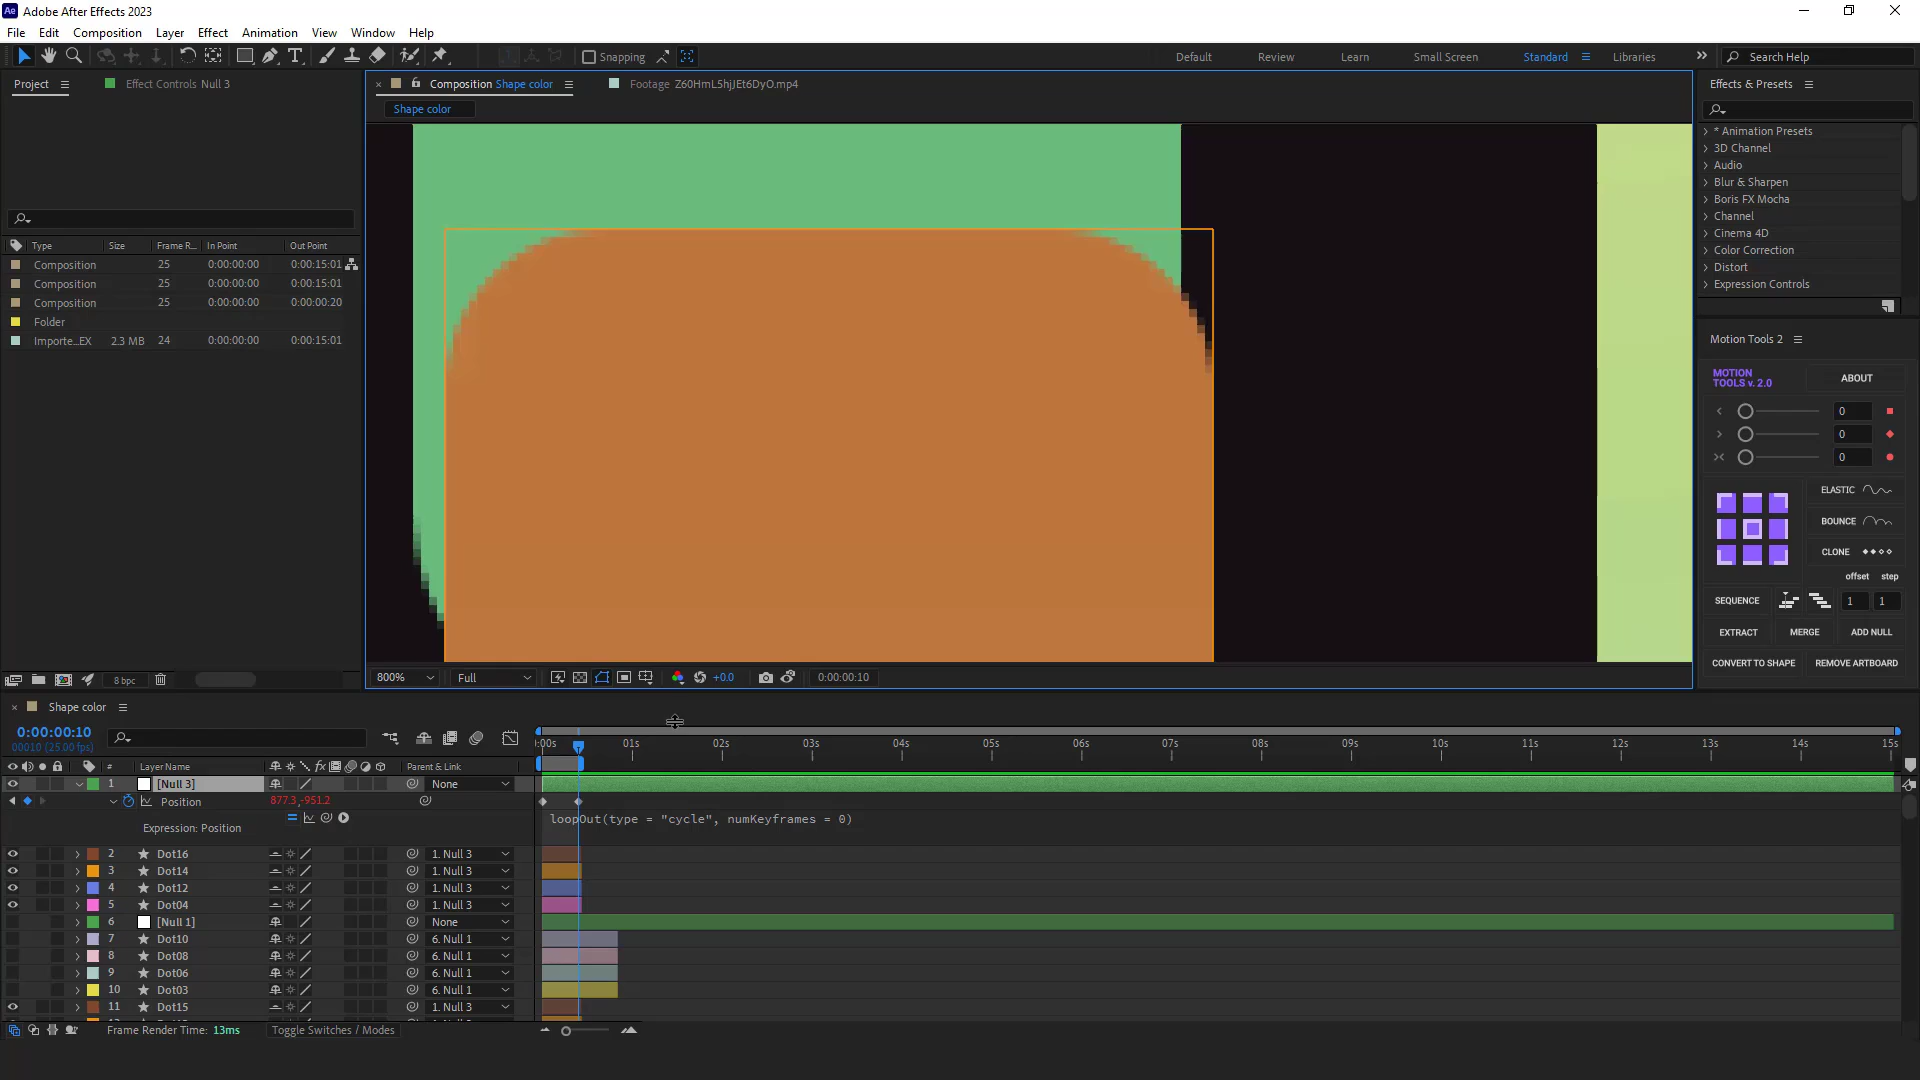 Ae Adobe After Effects 2023
File Edit Composition Layer Effect Animation View Window Help
Snapping
Default Review Learn Small Screen Standard Libraries Search Help
Project Effect Controls Null 3
Composition Shape color Footage Z60HmL5hjJEt6DyO.mp4
Effects & Presets
Shape color
* Animation Presets
3D Channel
Audio
Blur & Sharpen
Boris FX Mocha
Channel
Cinema 4D
Color Correction
Distort
Expression Controls
Type Size Frame R... In Point Out Point
Composition 25 0:00:00:00 0:00:15:01
Composition 25 0:00:00:00 0:00:15:01
Composition 25 0:00:00:00 0:00:00:20
Folder
Importe...EX 2.3 MB 24 0:00:00:00 0:00:15:01
Motion Tools 2
MOTION
TOOLS v. 2.0
ABOUT
0
0
0
ELASTIC
BOUNCE
CLONE
offset step
SEQUENCE 1 1
EXTRACT MERGE ADD NULL
CONVERT TO SHAPE REMOVE ARTBOARD
8 bpc
800% Full +0.0 0:00:00:10
Shape color
0:00:00:10
00010 (25.00 fps)
:00s 01s 02s 03s 04s 05s 06s 07s 08s 09s 10s 11s 12s 13s 14s 15s
# Layer Name fx Parent & Link
1 [Null 3] None
Position 877.3,-951.2
Expression: Position
loopOut(type = "cycle", numKeyframes = 0)
2 Dot16 1. Null 3
3 Dot14 1. Null 3
4 Dot12 1. Null 3
5 Dot04 1. Null 3
6 [Null 1] None
7 Dot10 6. Null 1
8 Dot08 6. Null 1
9 Dot06 6. Null 1
10 Dot03 6. Null 1
11 Dot15 1. Null 3
Frame Render Time: 13ms Toggle Switches / Modes